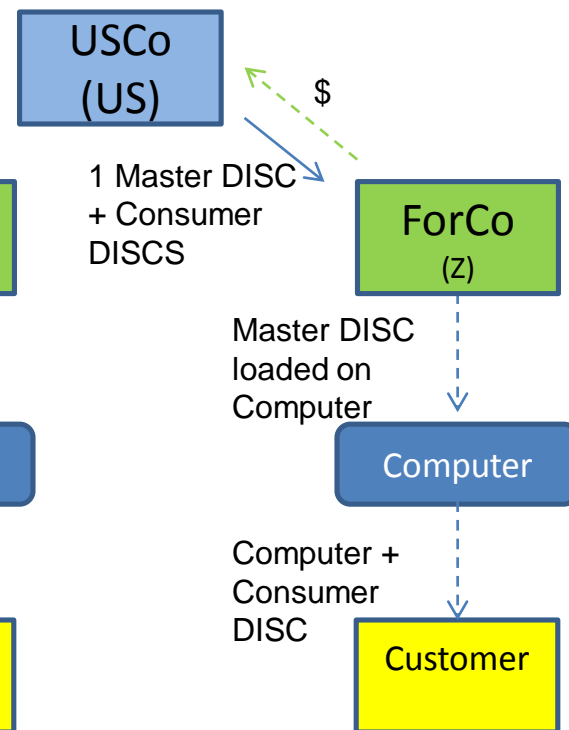 USCo
(US)
$
1 Master DISC
+ Consumer
DISCS
ForCo
(Z)
Master DISC
loaded on
Computer
Computer
Computer +
Consumer
DISC
Customer